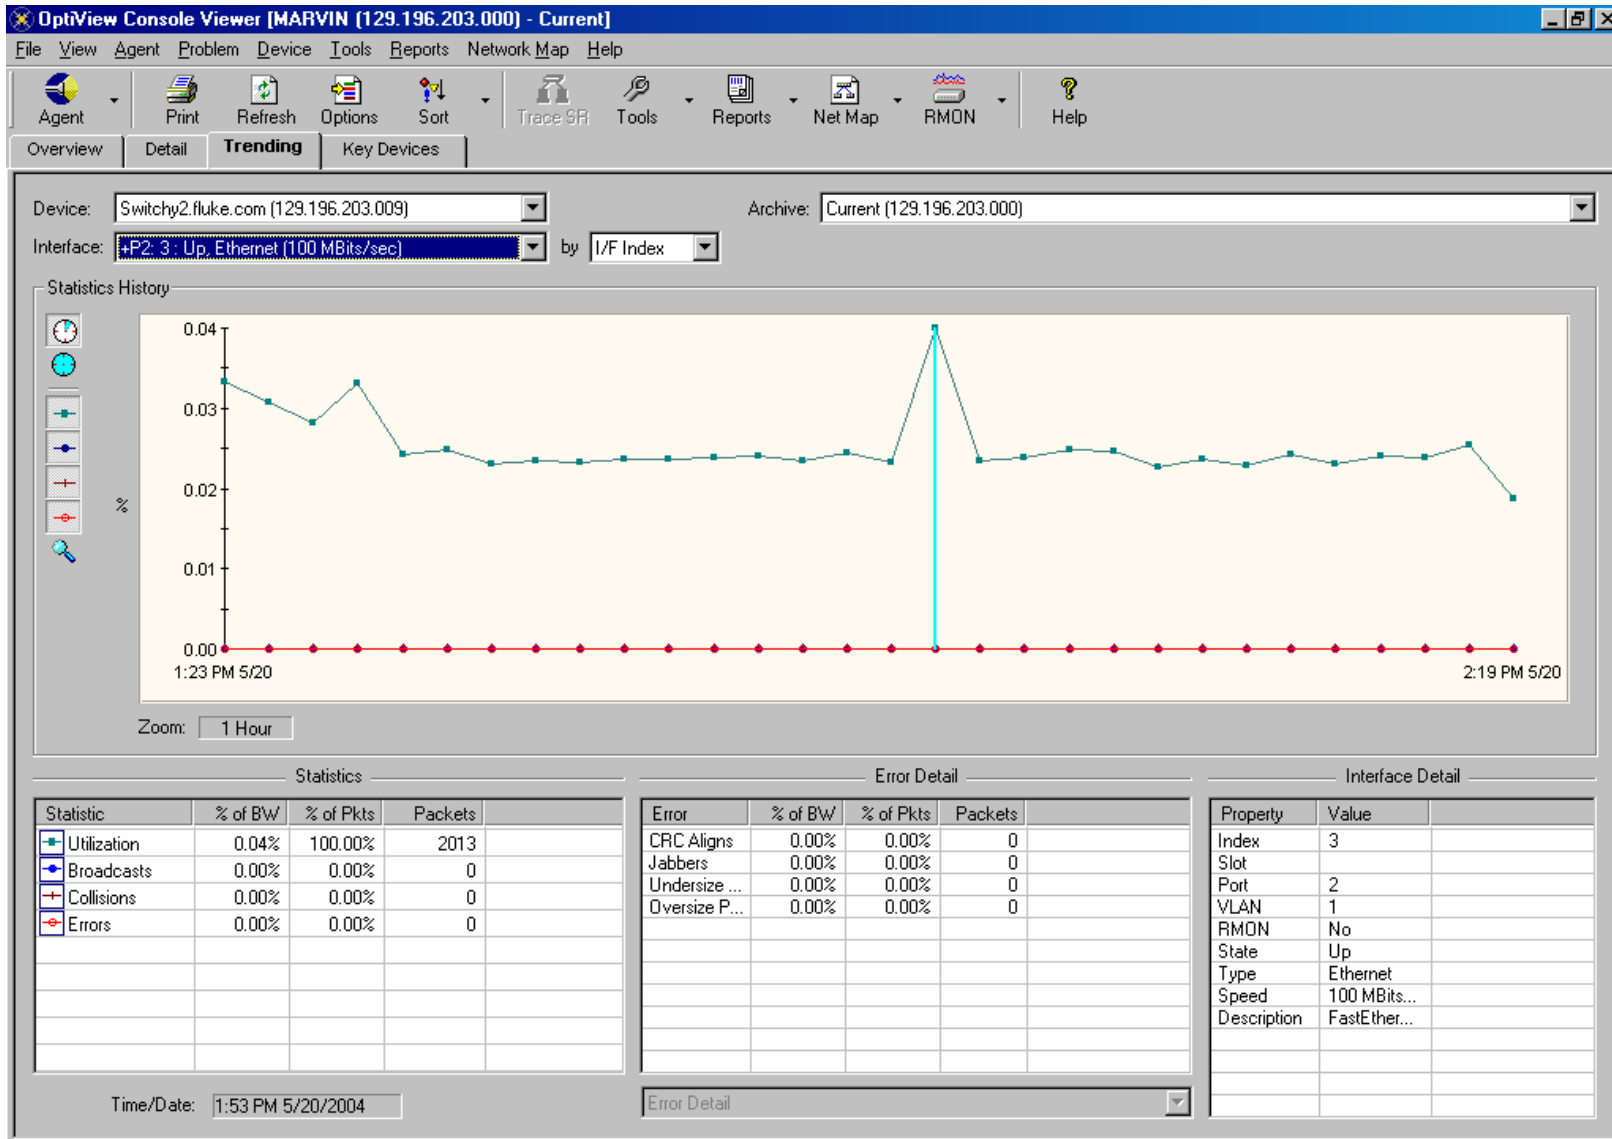 OptiView Console Viewer [MARVIN (129.196.203.000) - Current]
File View Agent Problem Device Tools Reports Network Map Help
Agent Print Refresh Options Sort Trace SR Tools Reports Net Map RMON Help
Overview Detail Trending Key Devices
Device: Switchy2.fluke.com (129.196.203.009) Archive: Current (129.196.203.000)
Interface: +P2: 3 : Up, Ethernet (100 MBits/sec) by I/F Index
Statistics History
0.04
0.03
0.02
%
0.01
0.00
1:23 PM 5/20 2:19 PM 5/20
Zoom: 1 Hour
Statistics
Statistic % of BW % of Pkts Packets
Utilization 0.04% 100.00% 2013
Broadcasts 0.00% 0.00% 0
Collisions 0.00% 0.00% 0
Errors 0.00% 0.00% 0
Time/Date: 1:53 PM 5/20/2004
Error Detail
Error % of BW % of Pkts Packets
CRC Aligns 0.00% 0.00% 0
Jabbers 0.00% 0.00% 0
Undersize ... 0.00% 0.00% 0
Oversize P... 0.00% 0.00% 0
Error Detail
Interface Detail
Property Value
Index 3
Slot
Port 2
VLAN 1
RMON No
State Up
Type Ethernet
Speed 100 MBits...
Description FastEther...